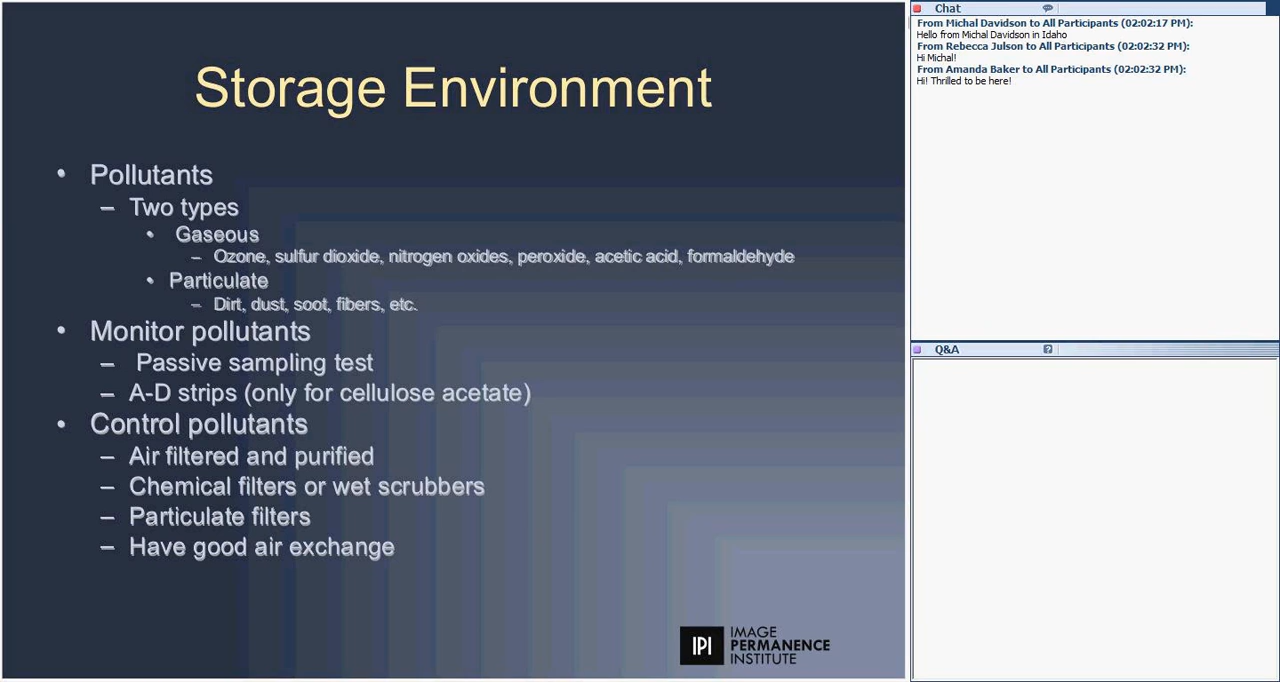 Storage Environment
• Pollutants
– Two types
• Gaseous
– Ozone, sulfur dioxide, nitrogen oxides, peroxide, acetic acid, formaldehyde
• Particulate
– Dirt, dust, soot, fibers, etc.
• Monitor pollutants
– Passive sampling test
– A-D strips (only for cellulose acetate)
• Control pollutants
– Air filtered and purified
– Chemical filters or wet scrubbers
– Particulate filters
– Have good air exchange
IPI
IMAGE
PERMANENCE
INSTITUTE
Chat
From Michal Davidson to All Participants (02:02:17 PM):
Hello from Michal Davidson in Idaho
From Rebecca Julson to All Participants (02:02:32 PM):
Hi Michal!
From Amanda Baker to All Participants (02:02:32 PM):
Hi! Thrilled to be here!
Q&A
?